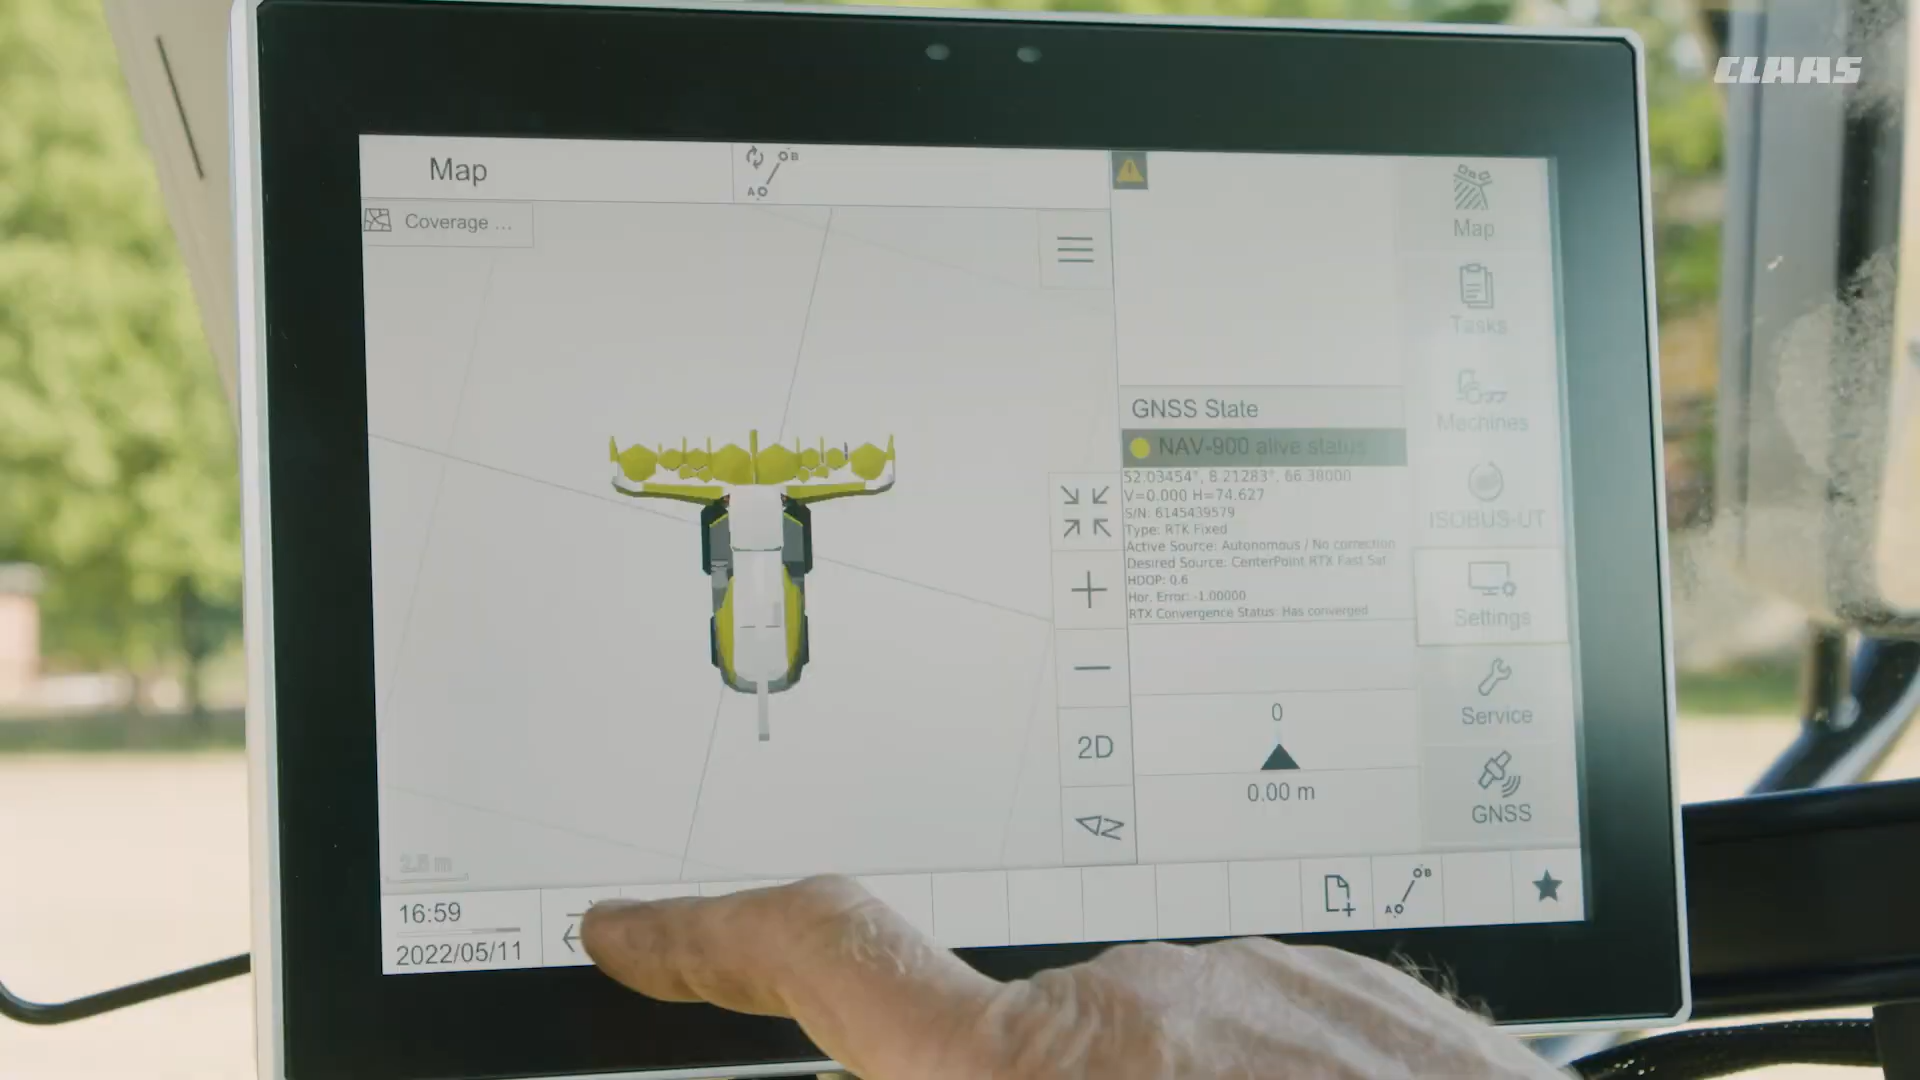 CLAAS
Map
B
A
Coverage ...
GNSS State
NAV-900 alive status
52.03454°, 8.21283°, 66.38000
V=0.000 H=74.627
S/N: 6145439579
Type: RTK Fixed
Active Source: Autonomous / No correction
Desired Source: CenterPoint RTX Fast Sat
HDOP: 0.6
Hor. Error: -1.00000
RTX Convergence Status: Has converged
2D
N
0
0.00 m
Map
Tasks
Machines
ISOBUS-UT
Settings
Service
GNSS
2.5 m
16:59
2022/05/11
B
A